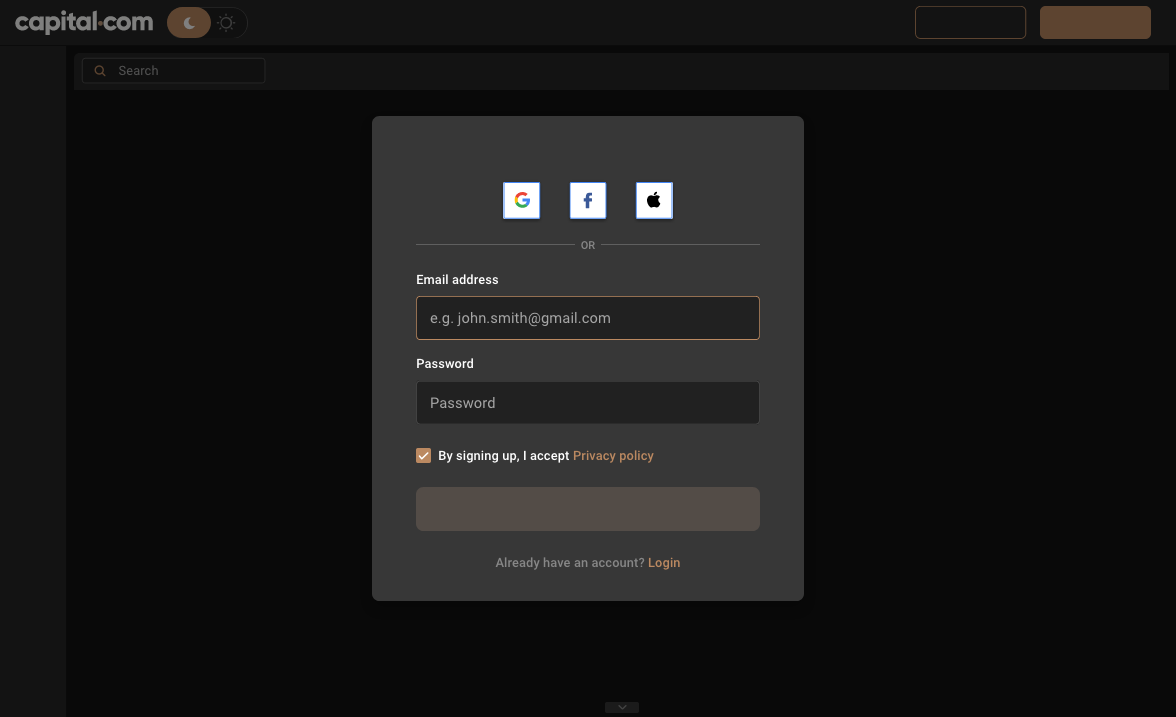 capital.com
Search
OR
Email address
e.g. john.smith@gmail.com
Password
Password
By signing up, I accept Privacy policy
Already have an account? Login